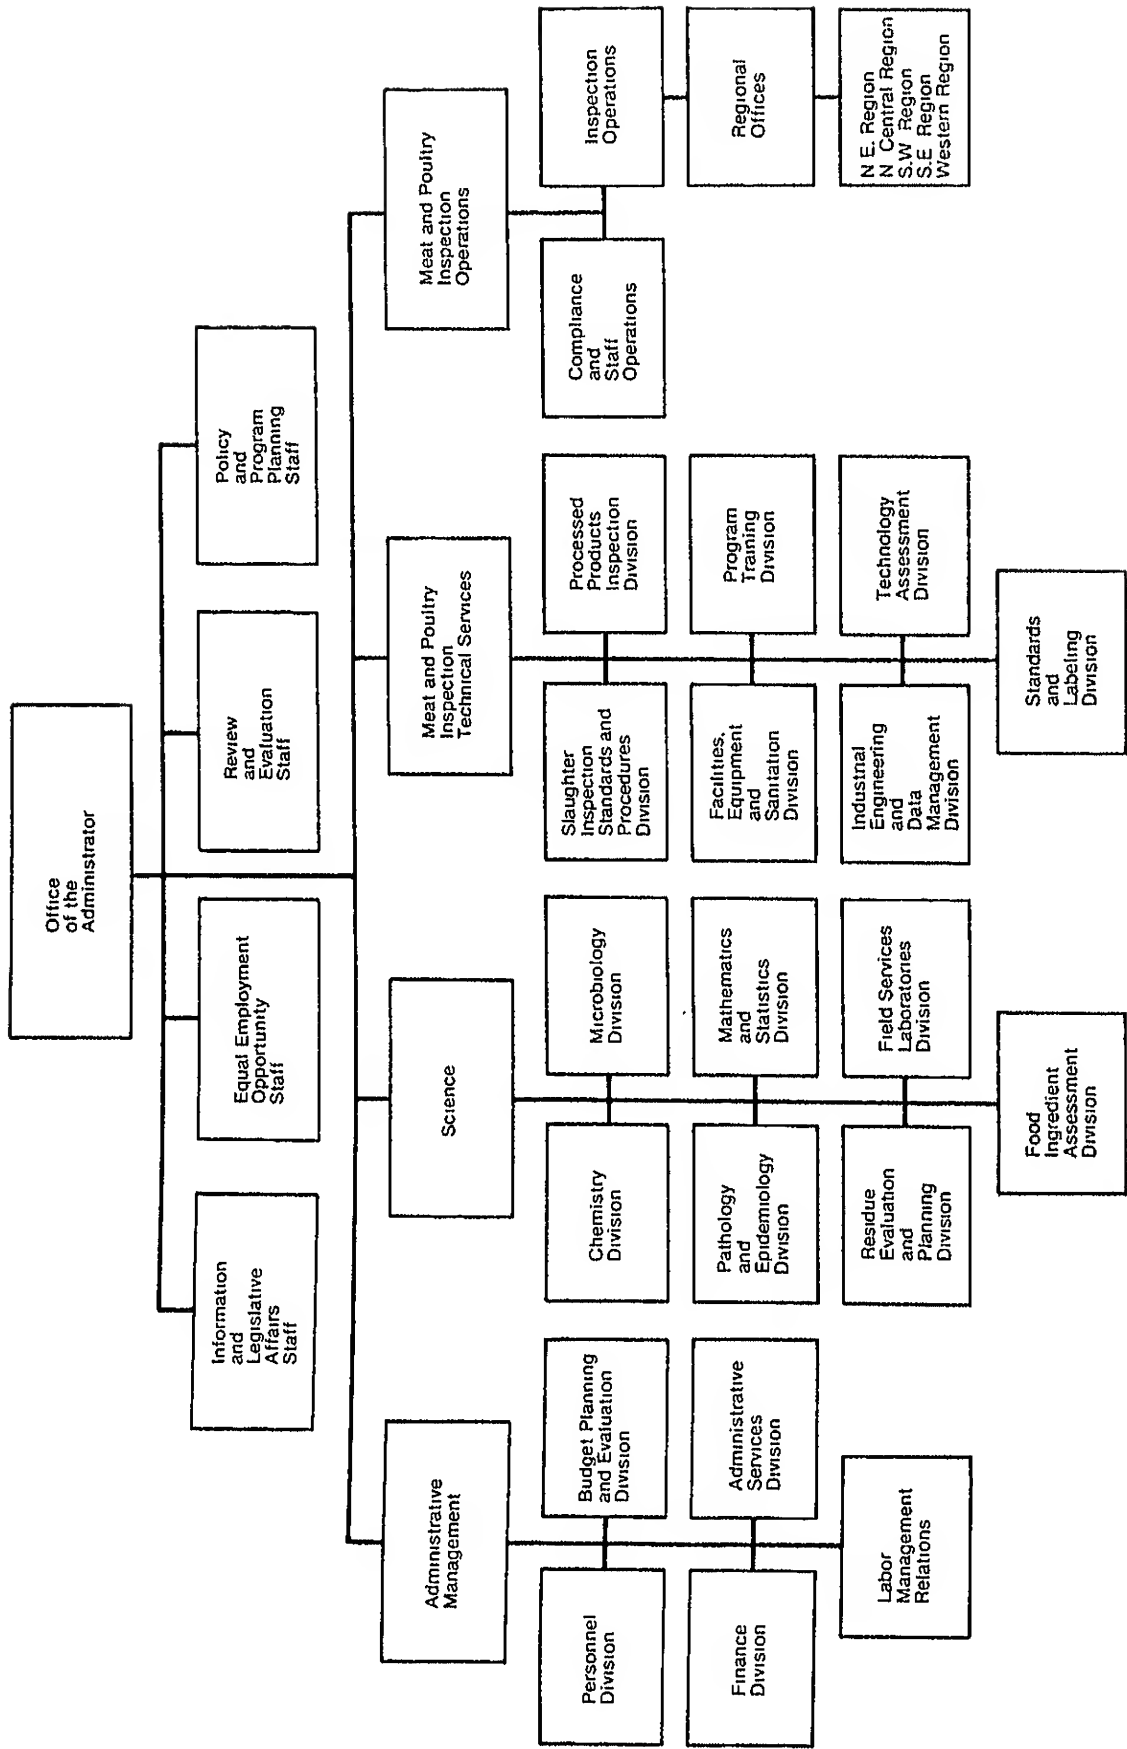 Office
of the
Administrator
Information
and
Legislative
Affairs
Staff
Equal Employment
Opportunity
Staff
Review
and
Evaluation
Staff
Policy
and
Program
Planning
Staff
Administrative
Management
Science
Meat and Poultry
Inspection
Technical Services
Meat and Poultry
Inspection
Operations
Personnel
Division
Budget Planning
and Evaluation
Division
Finance
Division
Administrative
Services
Division
Labor
Management
Relations
Chemistry
Division
Microbiology
Division
Pathology
and
Epidemiology
Division
Mathematics
and
Statistics
Division
Residue
Evaluation
and
Planning
Division
Field Services
Laboratories
Division
Food
Ingredient
Assessment
Division
Slaughter
Inspection
Standards and
Procedures
Division
Processed
Products
Inspection
Division
Facilities,
Equipment
and
Sanitation
Division
Program
Training
Division
Industrial
Engineering
and
Data
Management
Division
Technology
Assessment
Division
Standards
and
Labeling
Division
Compliance
and
Staff
Operations
Inspection
Operations
Regional
Offices
N E. Region
N Central Region
S.W Region
S.E Region
Western Region